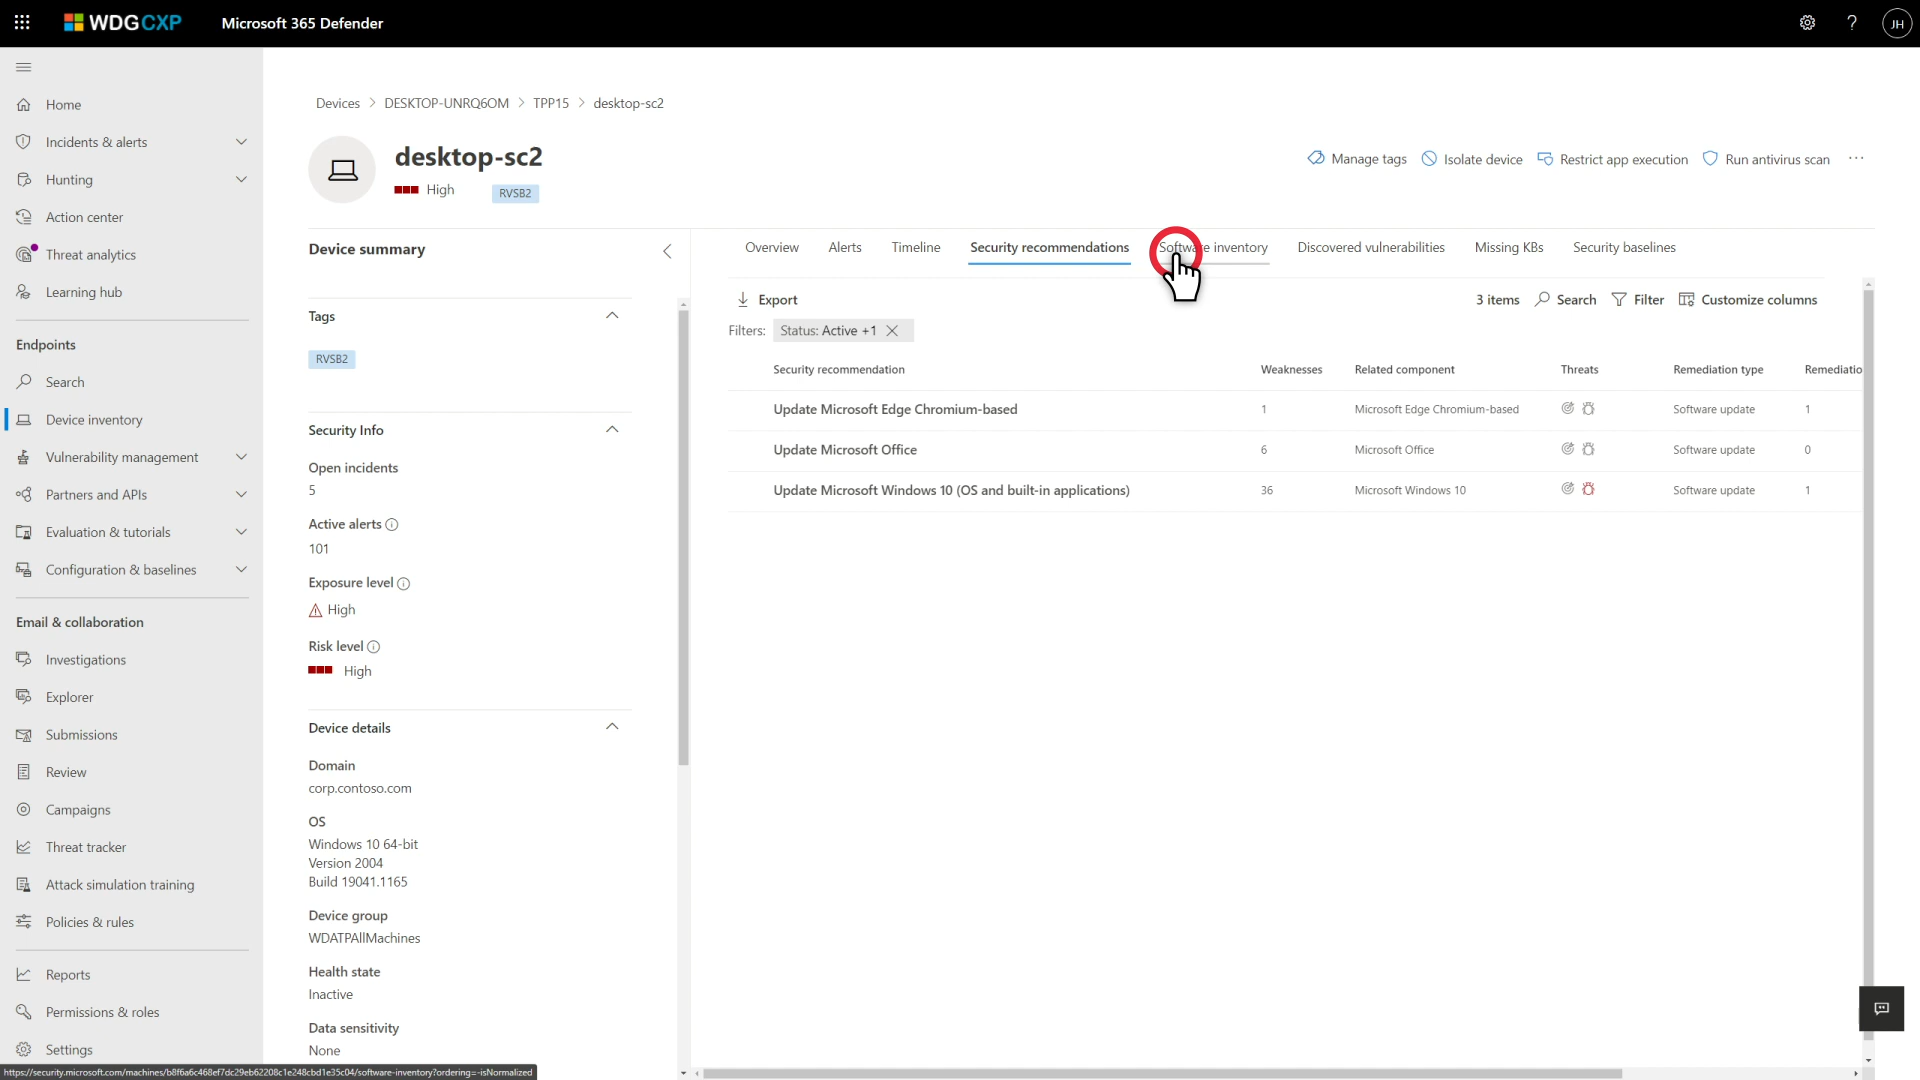 WDGCXP
Microsoft 365 Defender
?
JH
Home
Incidents & alerts
Hunting
Action center
Threat analytics
Learning hub
Endpoints
Search
Device inventory
Vulnerability management
Partners and APIs
Evaluation & tutorials
Configuration & baselines
Email & collaboration
Investigations
Explorer
Submissions
Review
Campaigns
Threat tracker
Attack simulation training
Policies & rules
Reports
Permissions & roles
Settings
Devices > DESKTOP-UNRQ6OM > TPP15 > desktop-sc2
desktop-sc2
High RVSB2
Manage tags Isolate device Restrict app execution Run antivirus scan ...
Device summary
Tags
RVSB2
Security Info
Open incidents
5
Active alerts
101
Exposure level
High
Risk level
High
Device details
Domain
corp.contoso.com
OS
Windows 10 64-bit
Version 2004
Build 19041.1165
Device group
WDATPAllMachines
Health state
Inactive
Data sensitivity
None
Overview Alerts Timeline Security recommendations Software inventory Discovered vulnerabilities Missing KBs Security baselines
Export 3 items Search Filter Customize columns
Filters: Status: Active +1
Security recommendation Weaknesses Related component Threats Remediation type Remediatio
Update Microsoft Edge Chromium-based 1 Microsoft Edge Chromium-based Software update 1
Update Microsoft Office 6 Microsoft Office Software update 0
Update Microsoft Windows 10 (OS and built-in applications) 36 Microsoft Windows 10 Software update 1